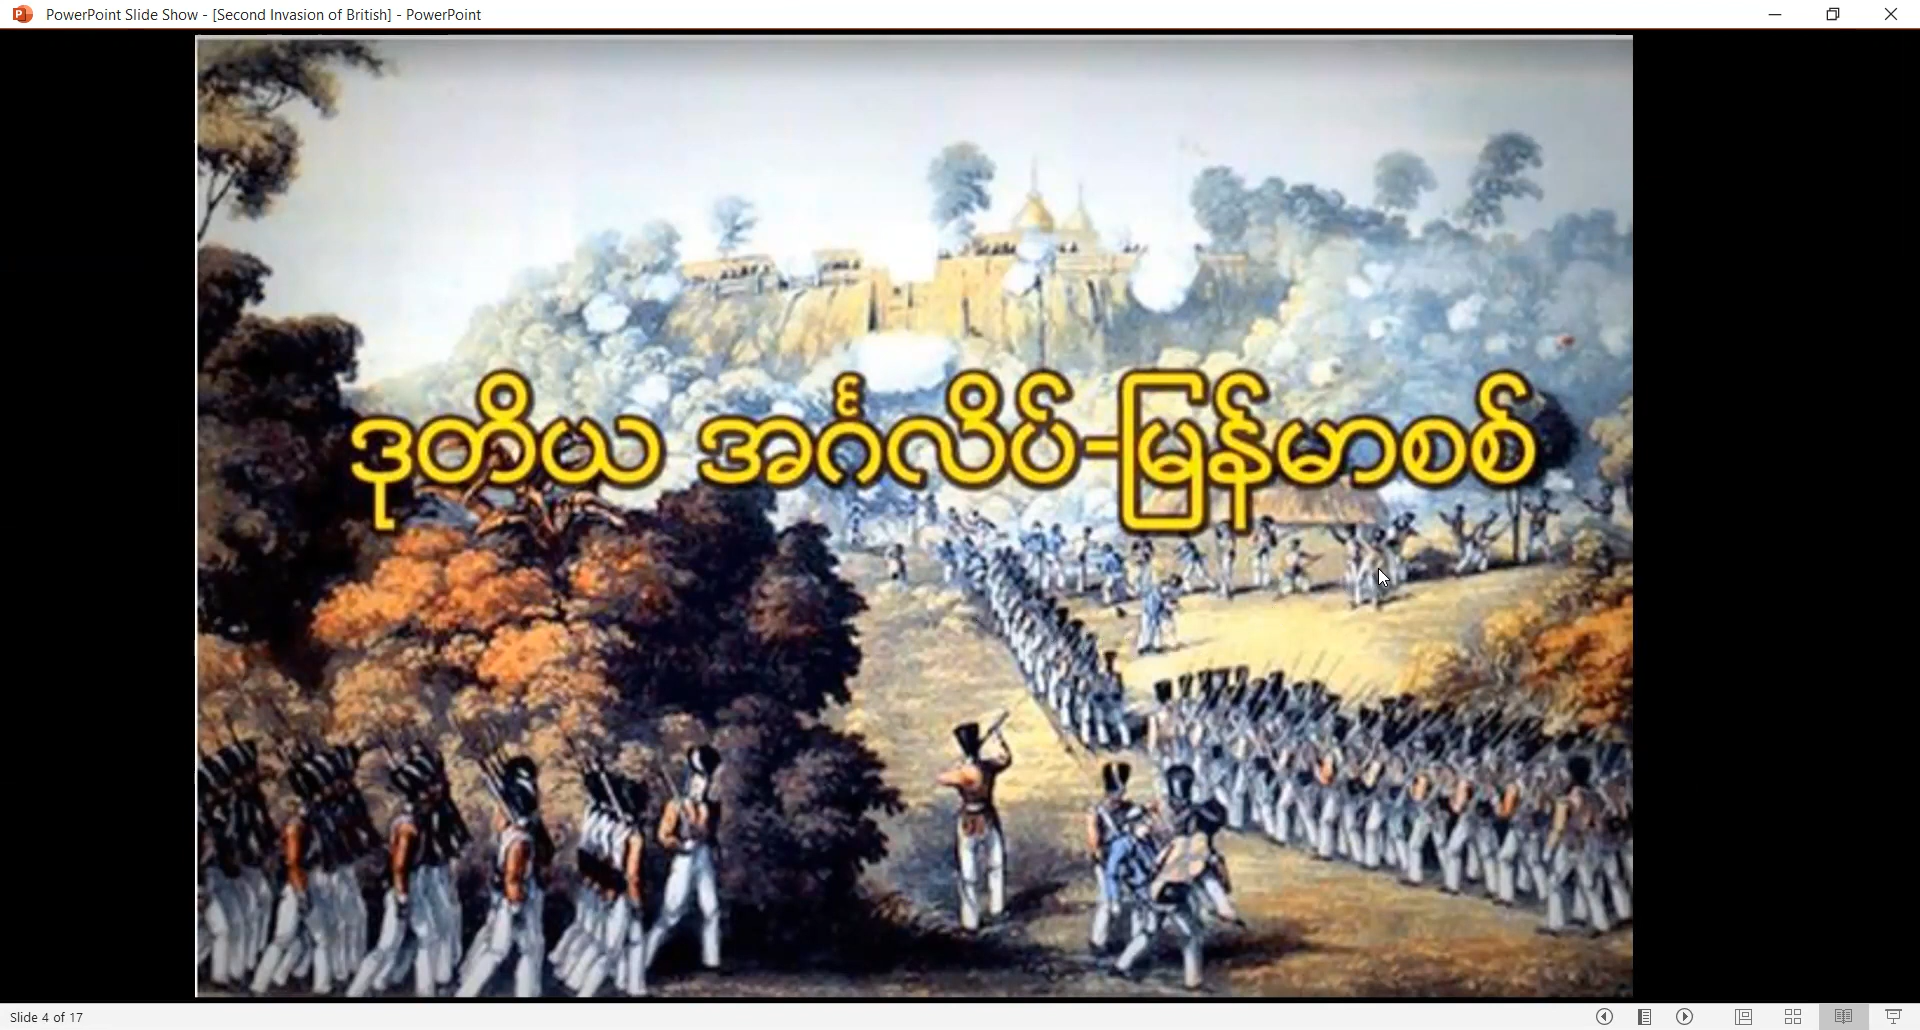 PowerPoint Slide Show - [Second Invasion of British] - PowerPoint
ဒုတိယ အင်္ဂလိပ်-မြန်မာစစ်
Slide 4 of 17